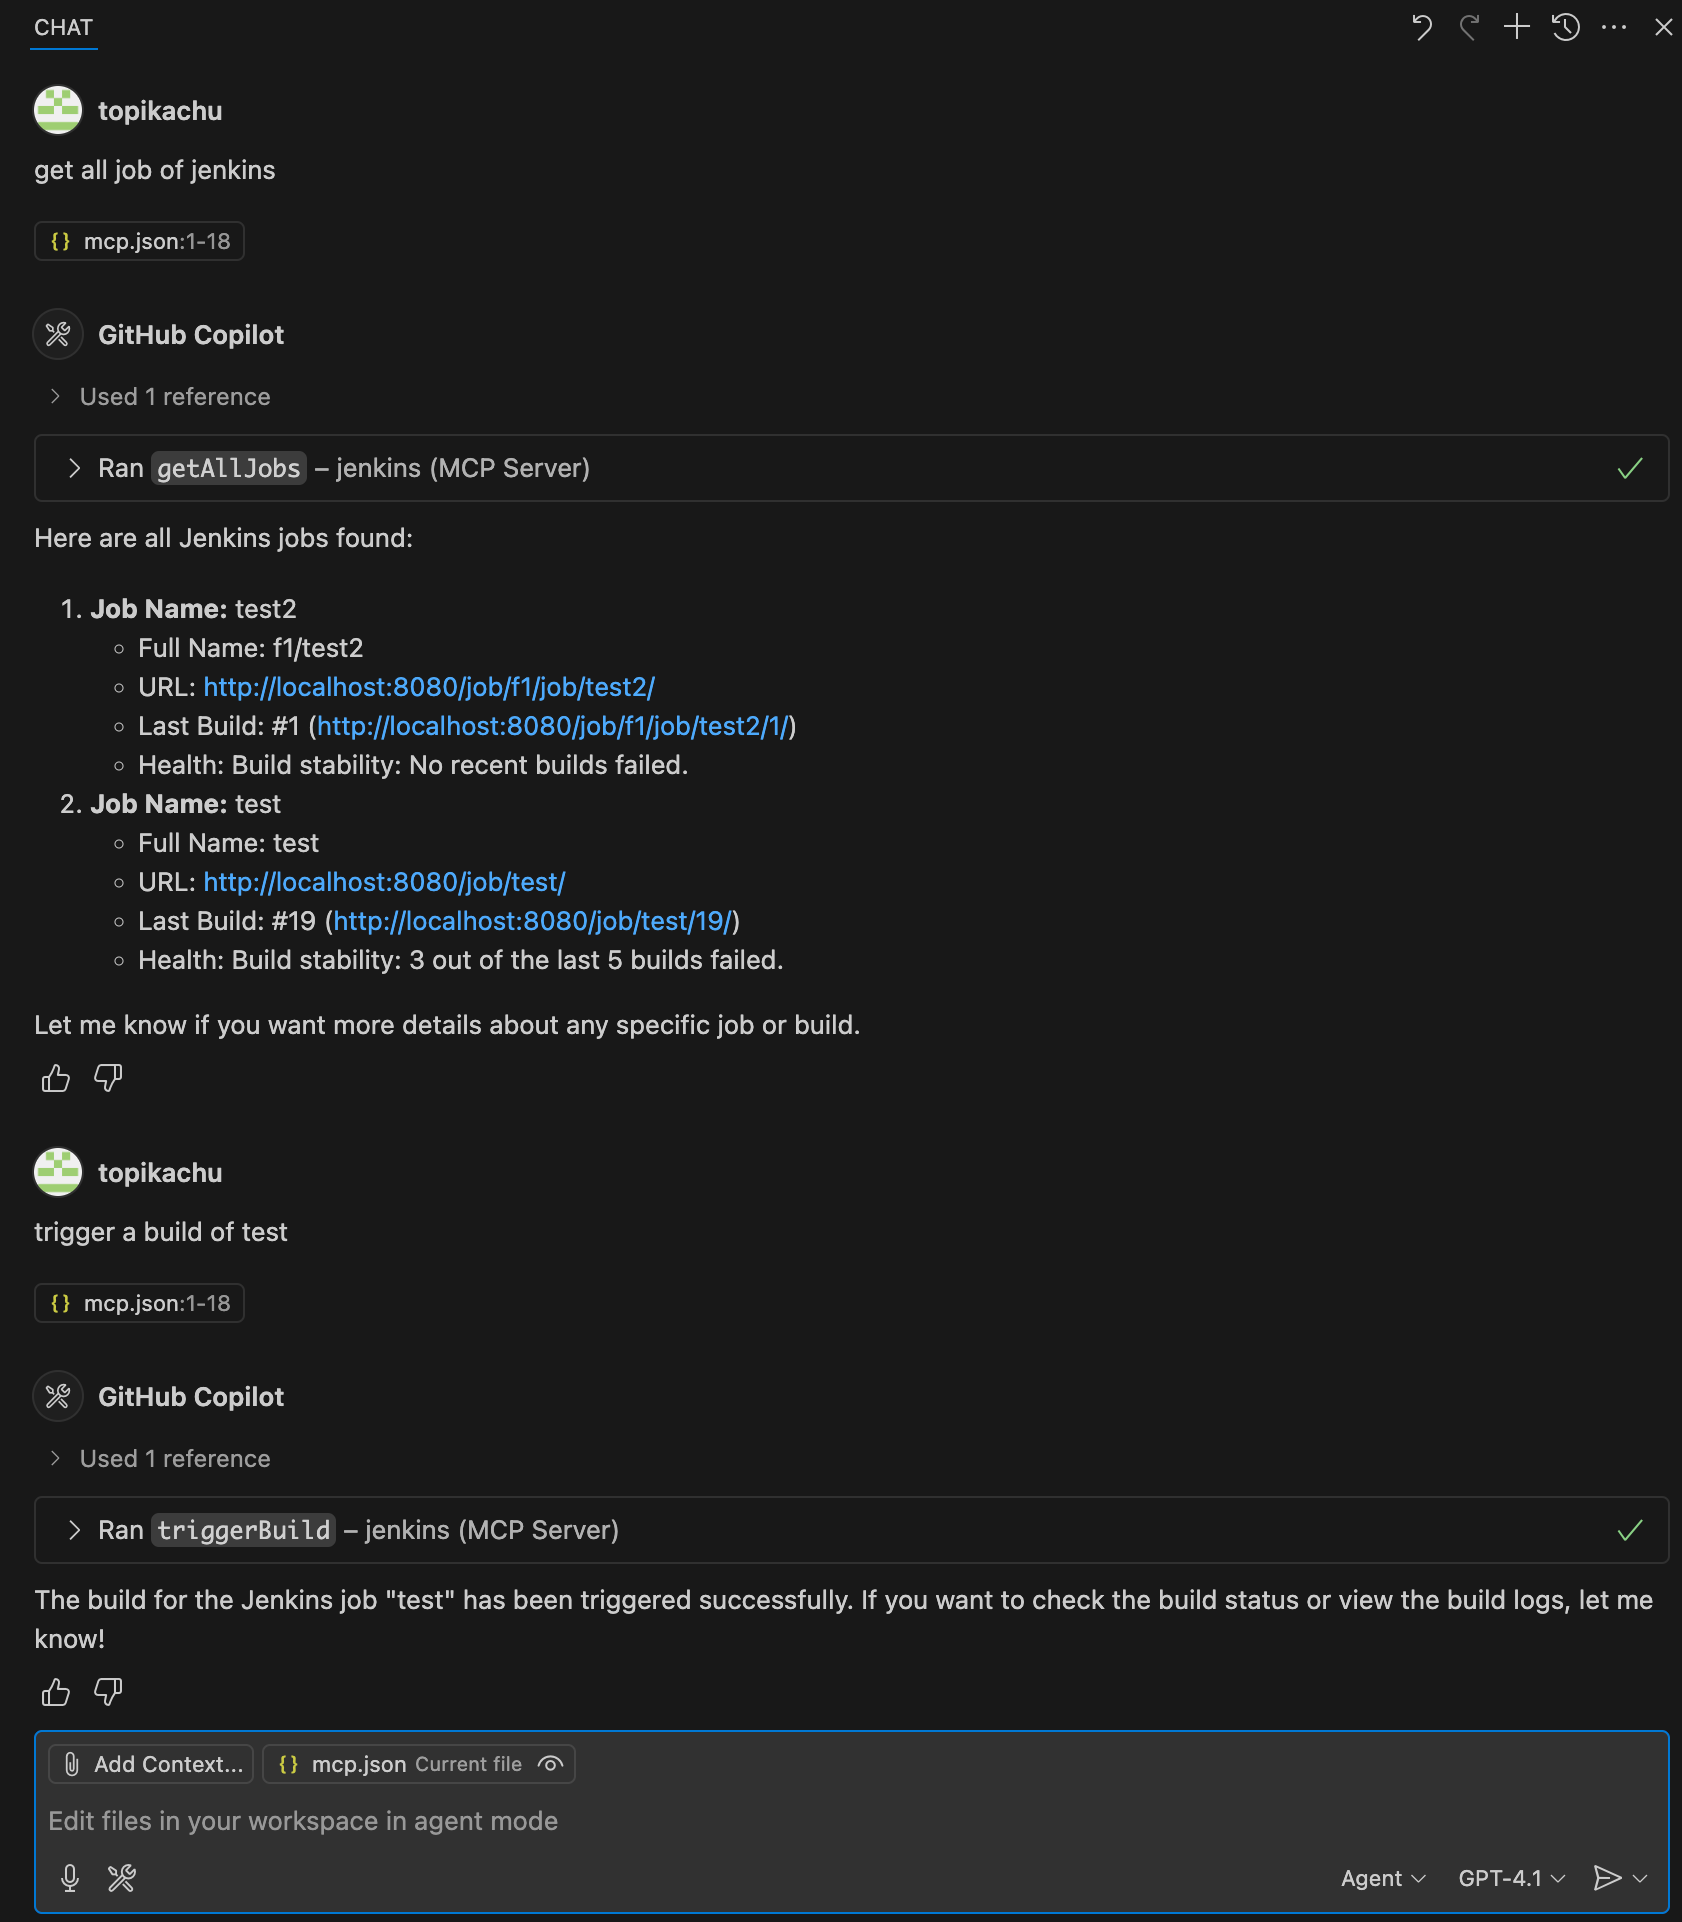 CHAT
topikachu
get all job of jenkins
{} mcp.json:1-18
GitHub Copilot
Used 1 reference
Ran getAllJobs – jenkins (MCP Server)
Here are all Jenkins jobs found:
1. Job Name: test2
Full Name: f1/test2
URL: http://localhost:8080/job/f1/job/test2/
Last Build: #1 (http://localhost:8080/job/f1/job/test2/1/)
Health: Build stability: No recent builds failed.
2. Job Name: test
Full Name: test
URL: http://localhost:8080/job/test/
Last Build: #19 (http://localhost:8080/job/test/19/)
Health: Build stability: 3 out of the last 5 builds failed.
Let me know if you want more details about any specific job or build.
topikachu
trigger a build of test
{} mcp.json:1-18
GitHub Copilot
Used 1 reference
Ran triggerBuild – jenkins (MCP Server)
The build for the Jenkins job "test" has been triggered successfully. If you want to check the build status or view the build logs, let me
know!
Add Context... {} mcp.json Current file
Edit files in your workspace in agent mode
Agent GPT-4.1